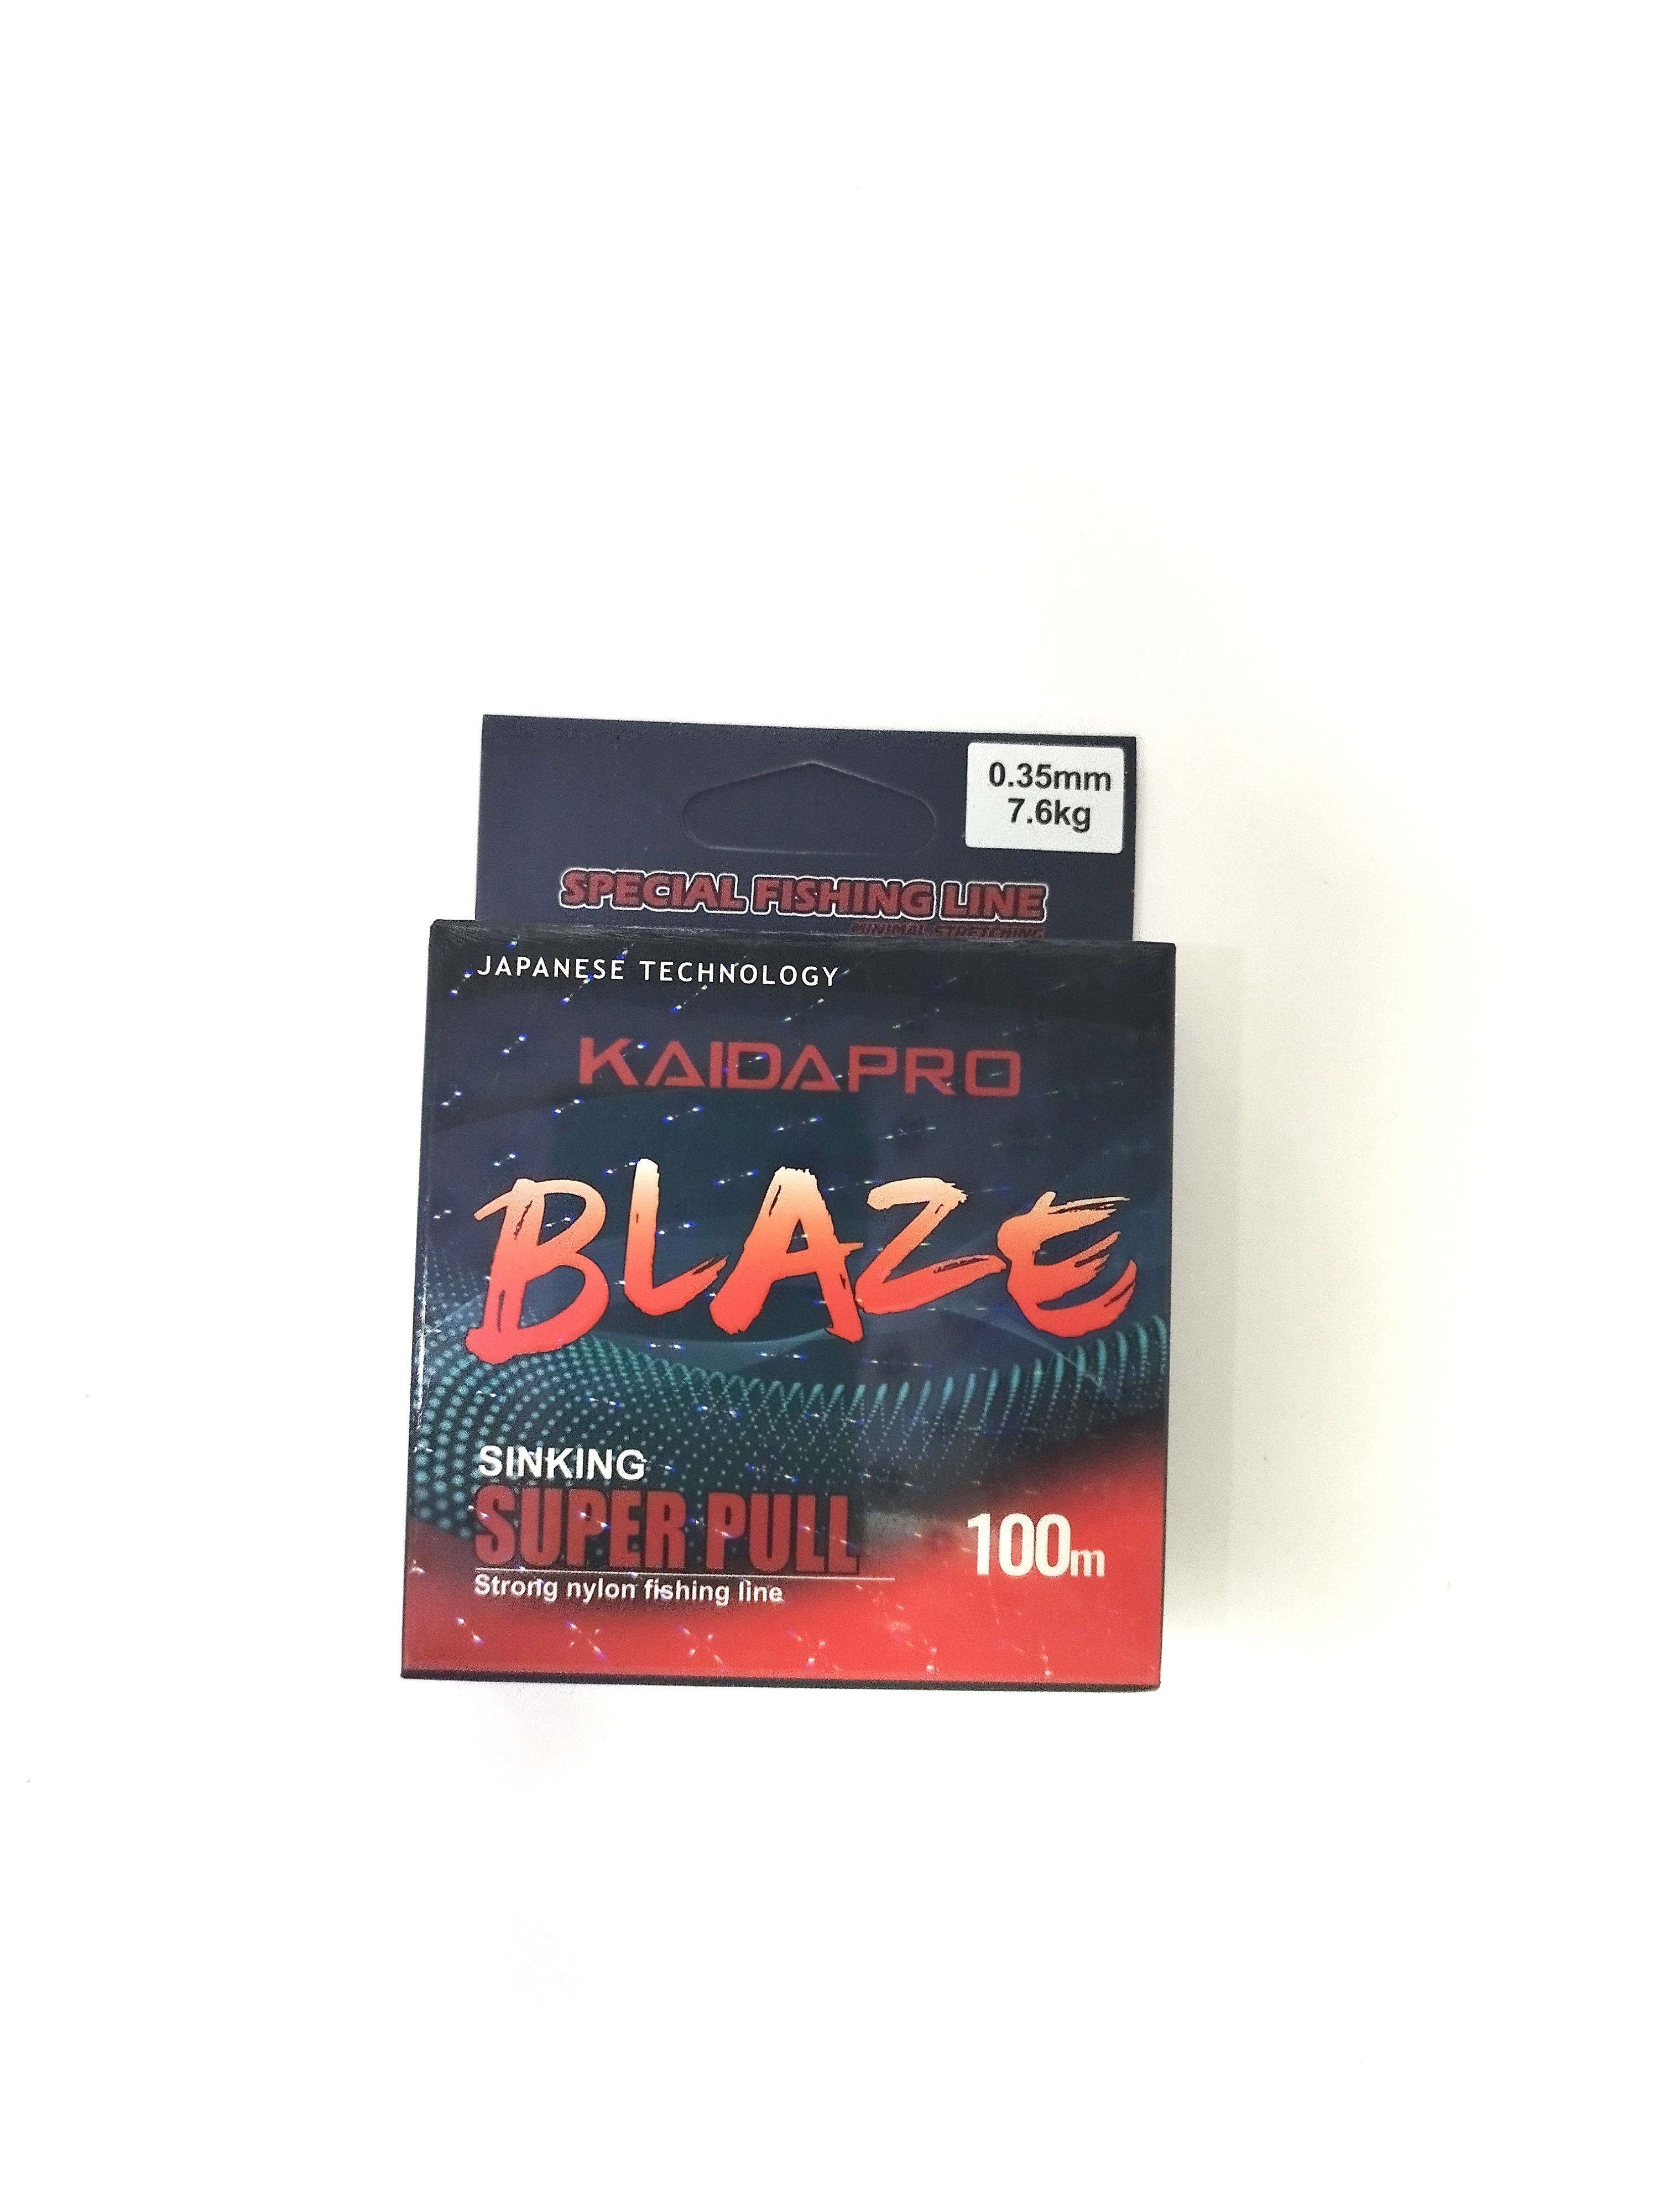 0.35mm
7.6kg
SPECIAL FISHING LINE
MINIMAL STRETCHING
JAPANESE TECHNOLOGY
KAIDAPRO
BLAZE
SINKING
SUPER PULL
100m
Strong nylon fishing line